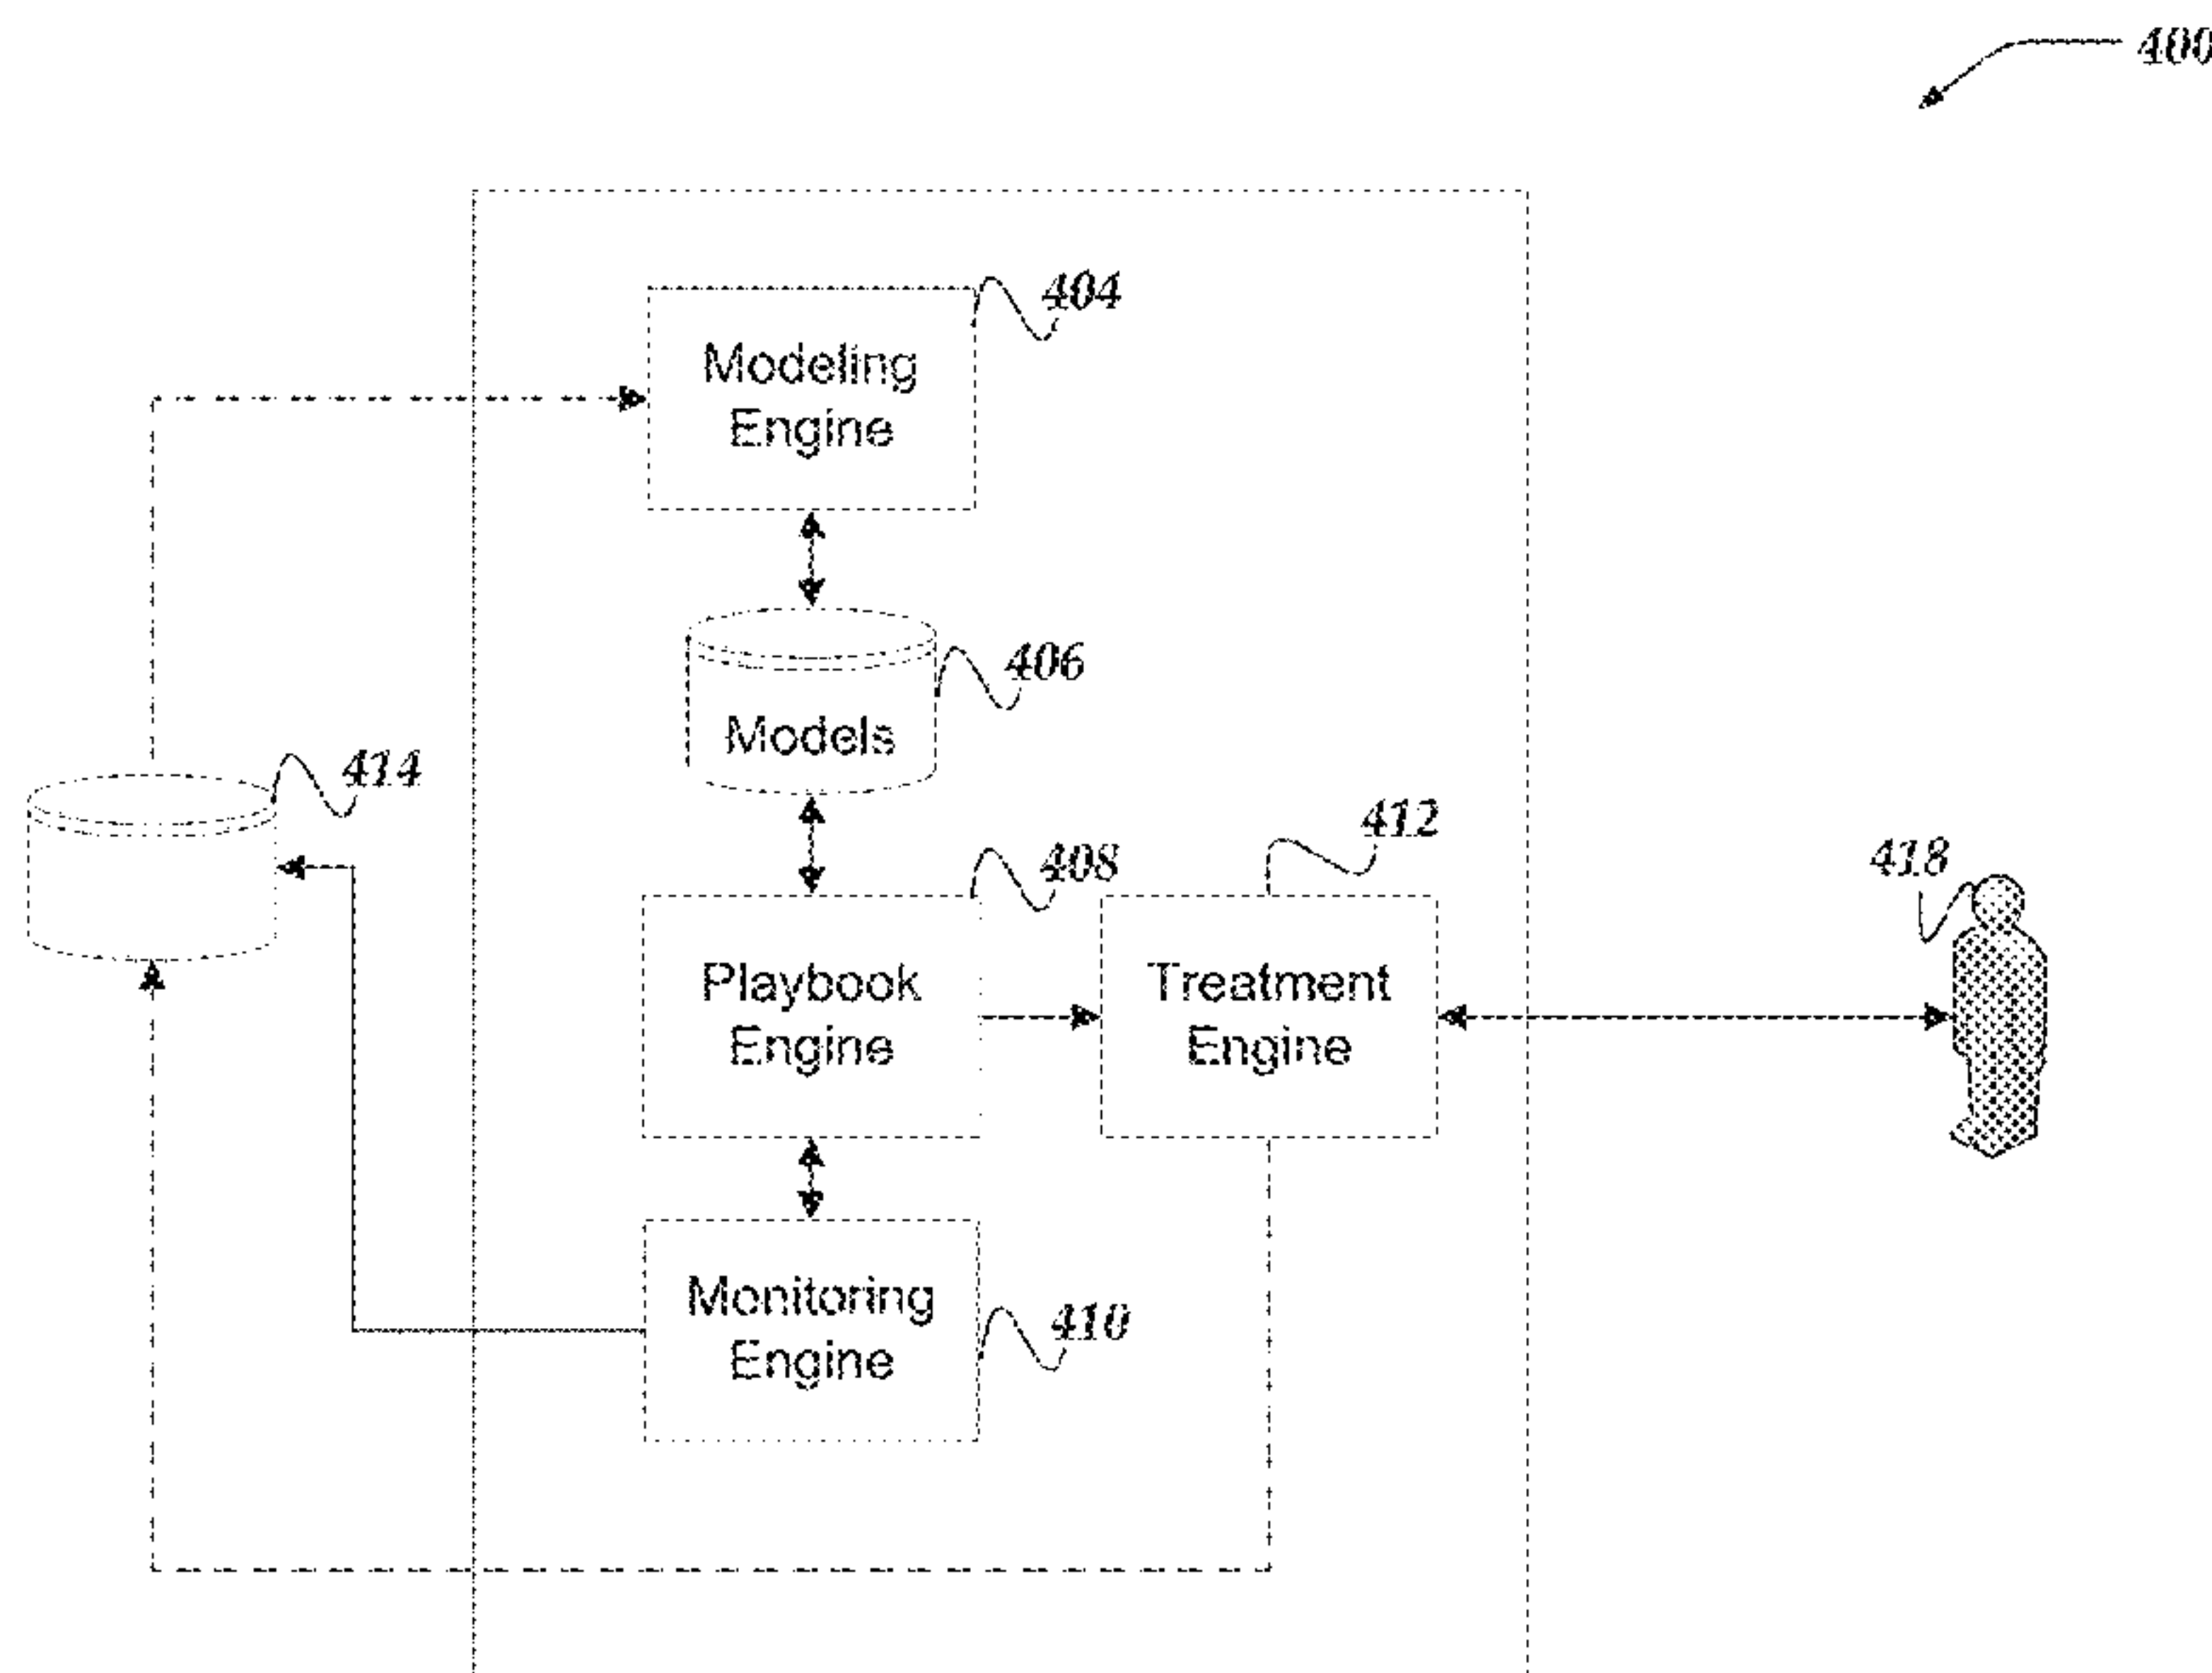 400
404
Modeling
Engine
406
Models
414
412
408
418
Playbook
Engine
Treatment
Engine
Monitoring
Engine
410